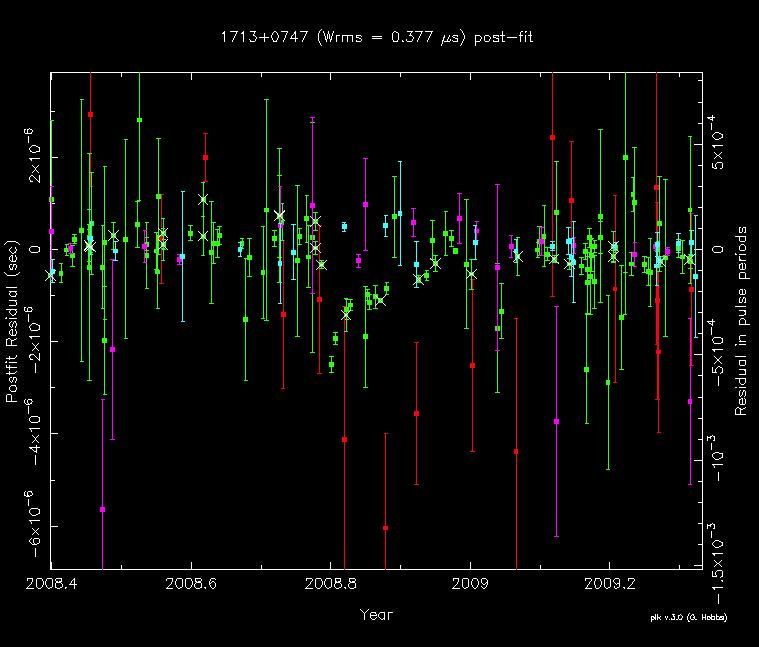 1713+0747 (Wrms = 0.377 μs) post-fit
Postfit Residual (sec)
2×10⁻⁶
0
-2×10⁻⁶
-4×10⁻⁶
-6×10⁻⁶
5×10⁻⁴
0
-5×10⁻⁴
-10⁻³
-1.5×10⁻³
Residual in pulse periods
2008.4 2008.6 2008.8 2009 2009.2
Year
plk v.3.0 (G. Hobbs)